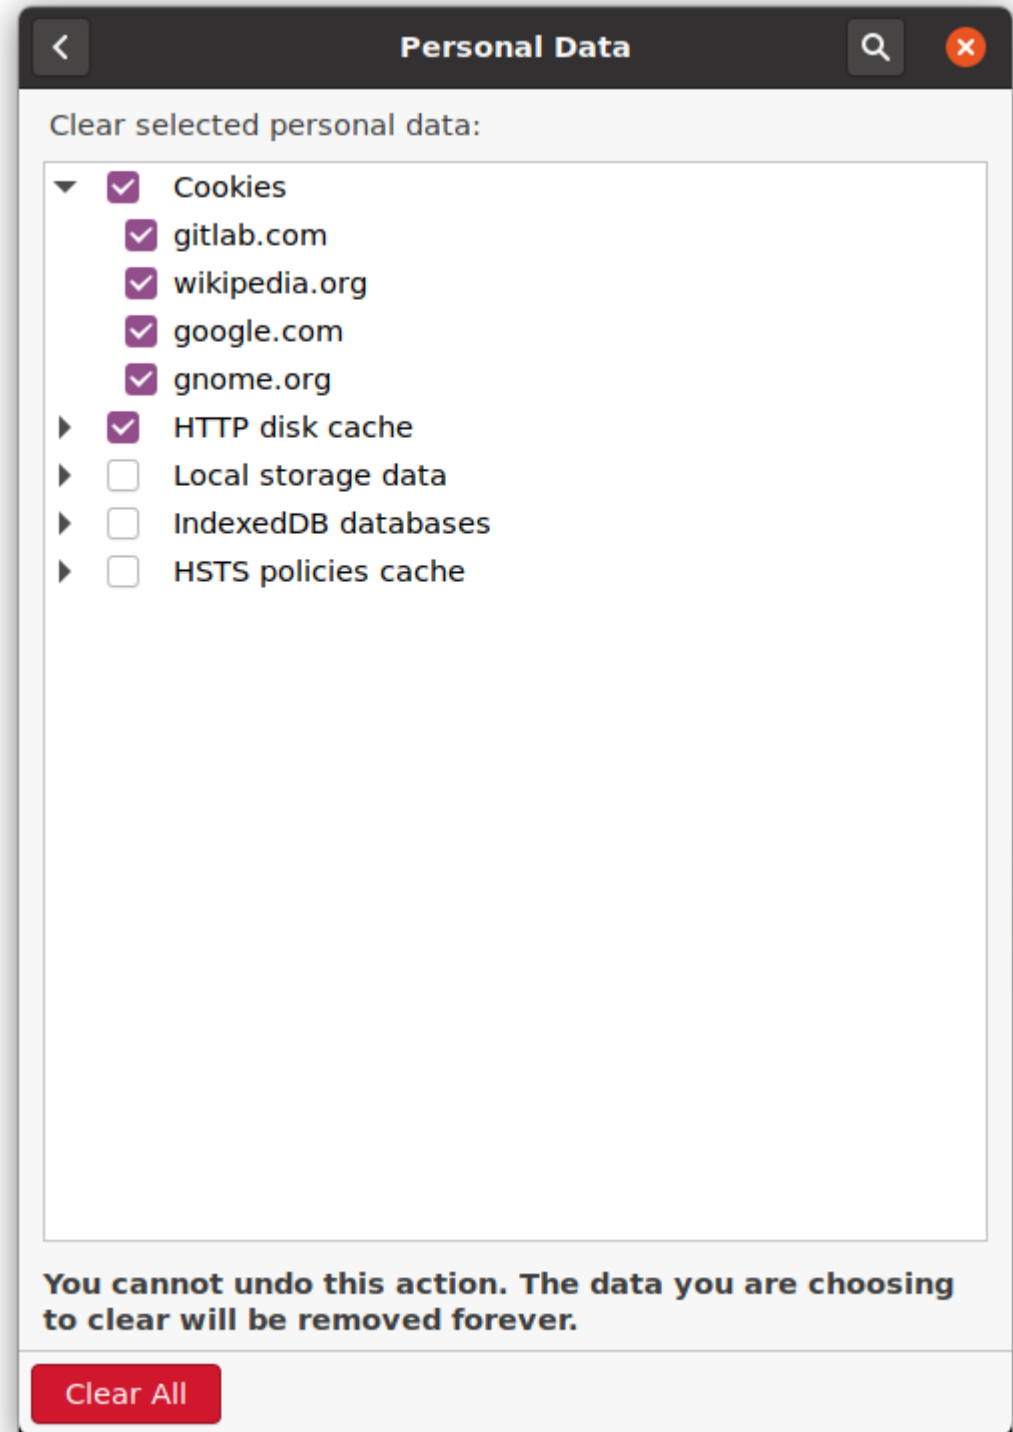 Personal Data
Clear selected personal data:
Cookies
gitlab.com
wikipedia.org
google.com
gnome.org
HTTP disk cache
Local storage data
IndexedDB databases
HSTS policies cache
You cannot undo this action. The data you are choosing
to clear will be removed forever.
Clear All